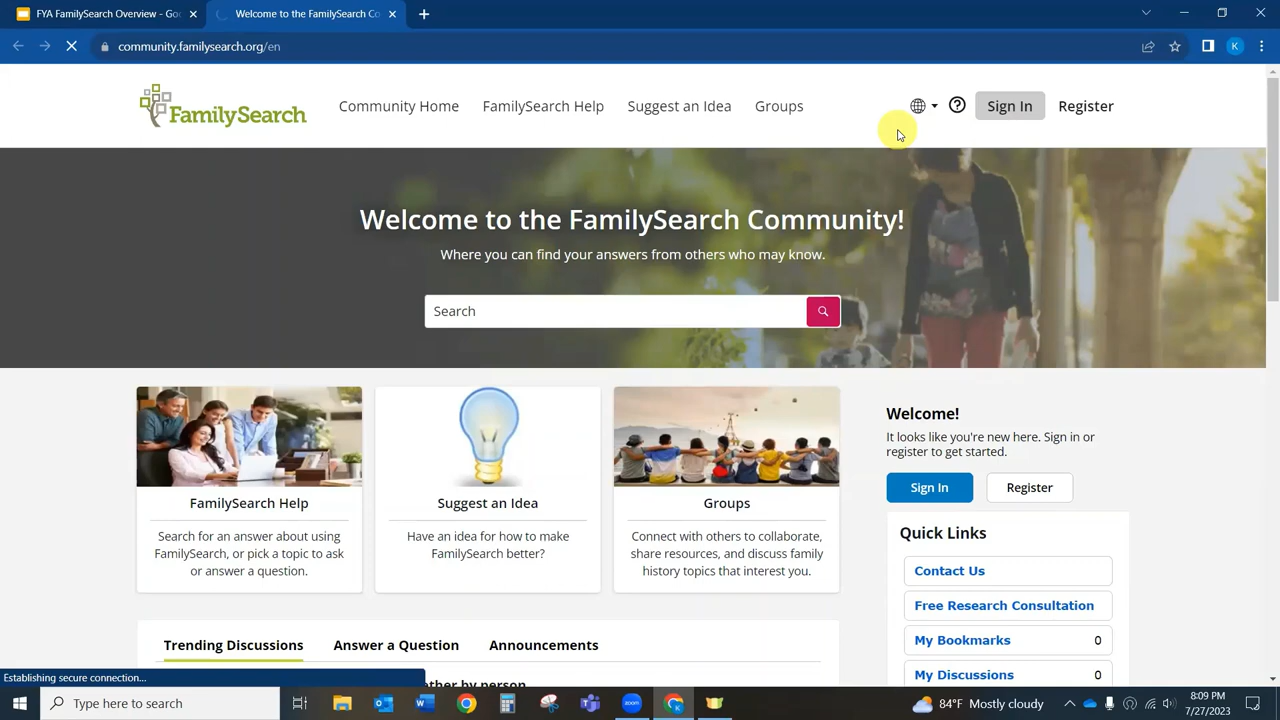 FYA FamilySearch Overview - Goo
Welcome to the FamilySearch Co
community.familysearch.org/en
K
FamilySearch
Community Home
FamilySearch Help
Suggest an Idea
Groups
Sign In
Register
Welcome to the FamilySearch Community!
Where you can find your answers from others who may know.
Search
FamilySearch Help
Search for an answer about using
FamilySearch, or pick a topic to ask
or answer a question.
Suggest an Idea
Have an idea for how to make
FamilySearch better?
Groups
Connect with others to collaborate,
share resources, and discuss family
history topics that interest you.
Welcome!
It looks like you're new here. Sign in or
register to get started.
Sign In
Register
Quick Links
Contact Us
Free Research Consultation
My Bookmarks 0
My Discussions 0
Trending Discussions
Answer a Question
Announcements
by person
Establishing secure connection...
Type here to search
zoom
84°F Mostly cloudy
8:09 PM
7/27/2023